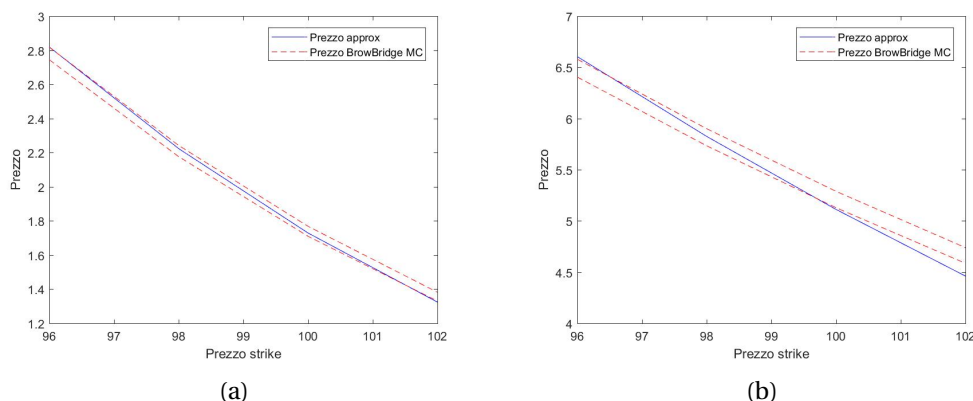 3
2.8
2.6
2.4
2.2
2
1.8
1.6
1.4
1.2
Prezzo
96 97 98 99 100 101 102
Prezzo strike
Prezzo approx
Prezzo BrowBridge MC
(a)
7
6.5
6
5.5
5
4.5
4
Prezzo
96 97 98 99 100 101 102
Prezzo strike
Prezzo approx
Prezzo BrowBridge MC
(b)